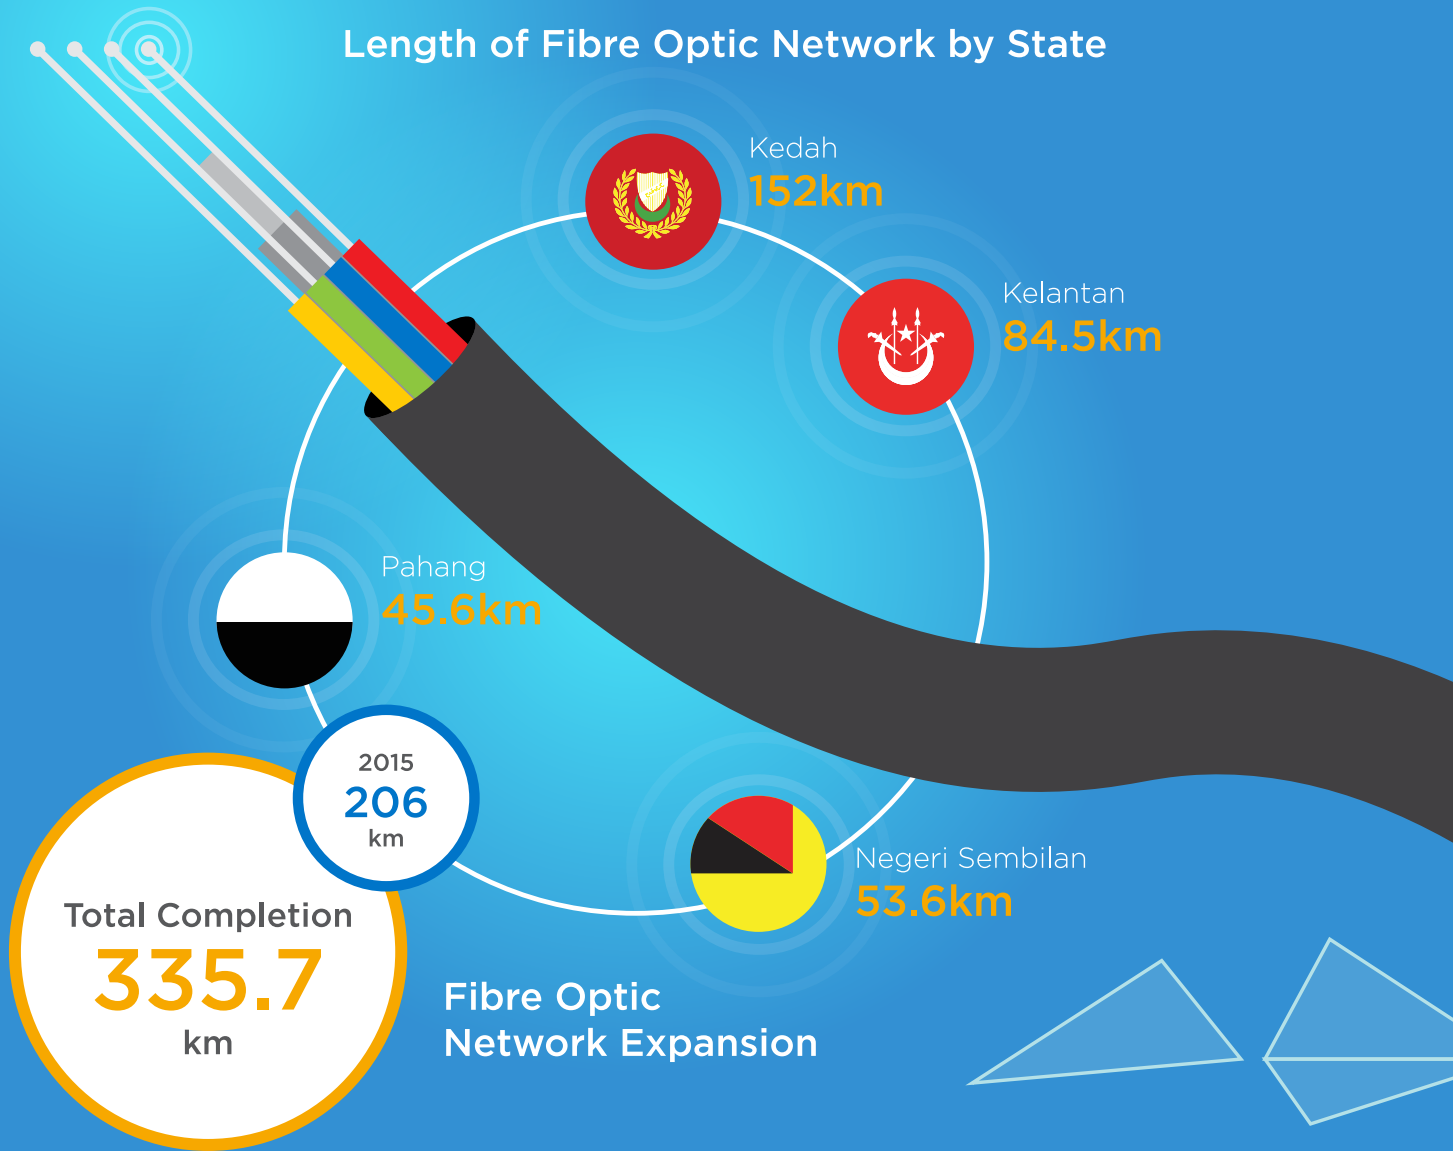 Length of Fibre Optic Network by State
Kedah
152km
Kelantan
84.5km
Pahang
45.6km
2015
206
km
Negeri Sembilan
53.6km
Total Completion
335.7
km
Fibre Optic
Network Expansion